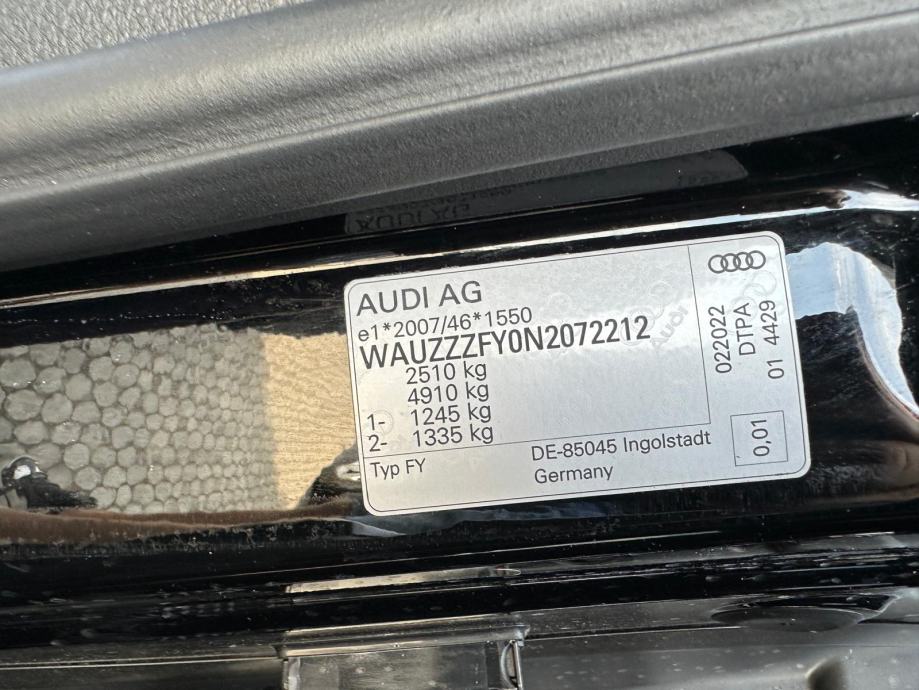 AUDI AG
e1*2007/46*1550
WAUZZZFY0N2072212
2510 kg
4910 kg
1- 1245 kg
2- 1335 kg
Typ FY
DE-85045 Ingolstadt
Germany
022022
DTPA
01 4429
0,01